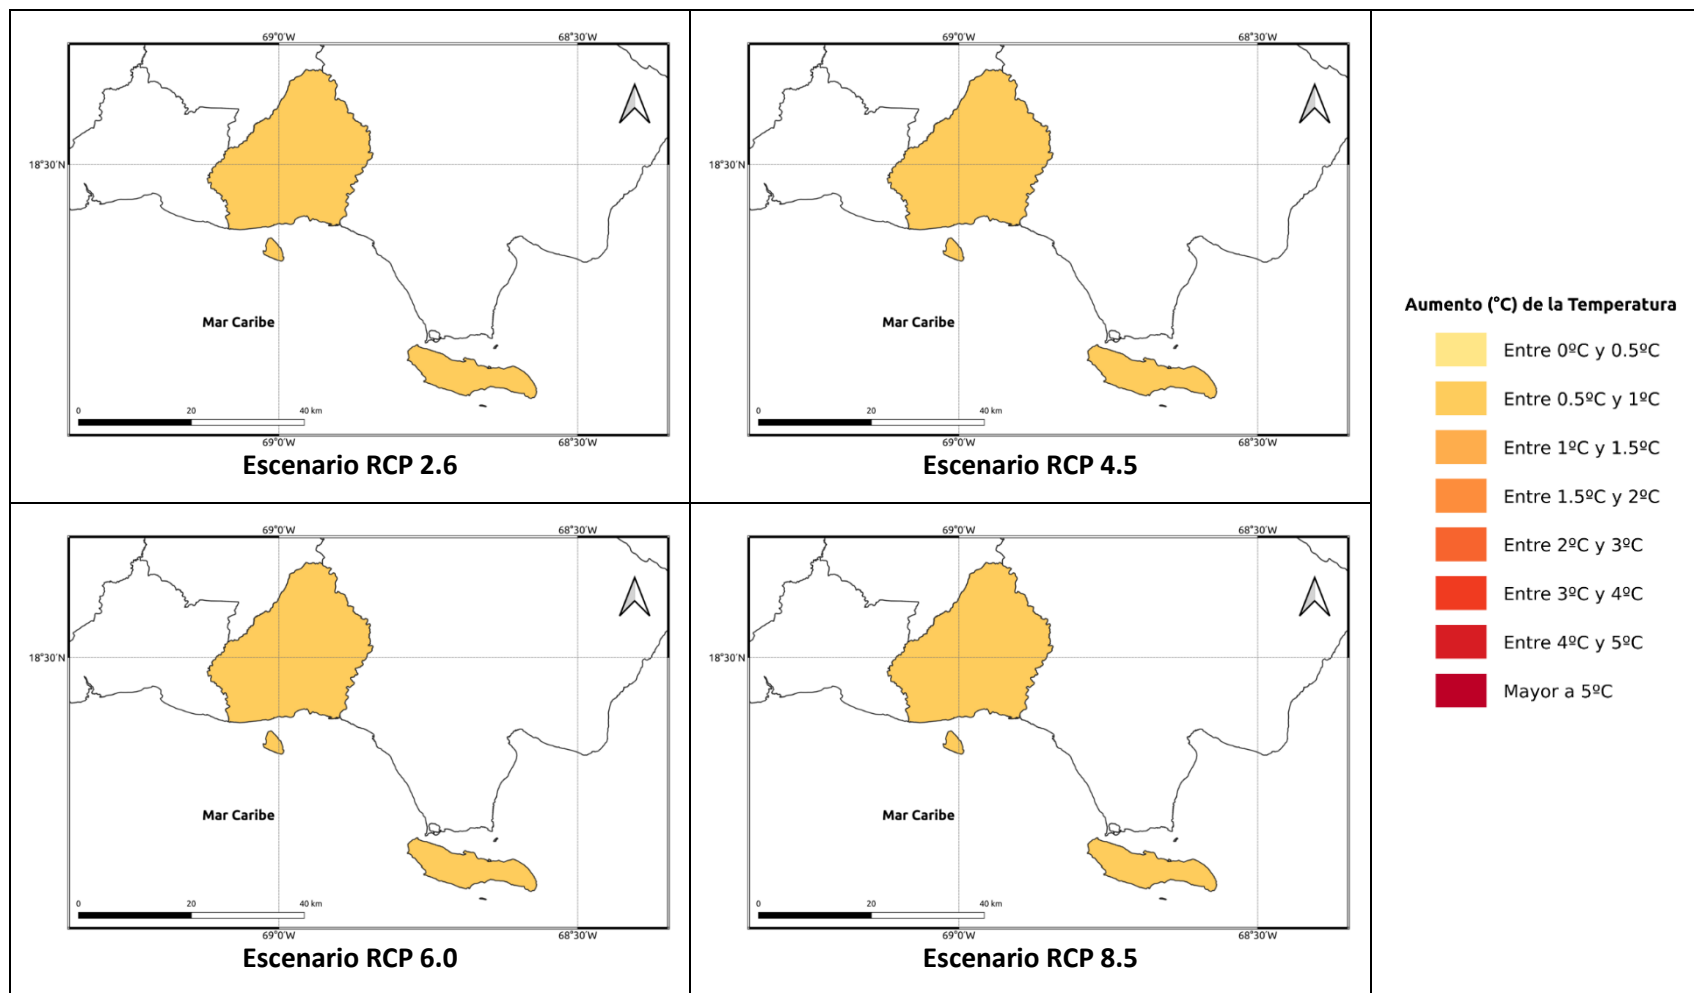 69°0'W
68°30'W
18°30'N
Mar Caribe
0
20
40 km
69°0'W
68°30'W
Escenario RCP 2.6
69°0'W
68°30'W
18°30'N
Mar Caribe
0
20
40 km
69°0'W
68°30'W
Escenario RCP 4.5
69°0'W
68°30'W
18°30'N
Mar Caribe
0
20
40 km
69°0'W
68°30'W
Escenario RCP 6.0
69°0'W
68°30'W
18°30'N
Mar Caribe
0
20
40 km
69°0'W
68°30'W
Escenario RCP 8.5
Aumento (°C) de la Temperatura
Entre 0ºC y 0.5ºC
Entre 0.5ºC y 1ºC
Entre 1ºC y 1.5ºC
Entre 1.5ºC y 2ºC
Entre 2ºC y 3ºC
Entre 3ºC y 4ºC
Entre 4ºC y 5ºC
Mayor a 5ºC